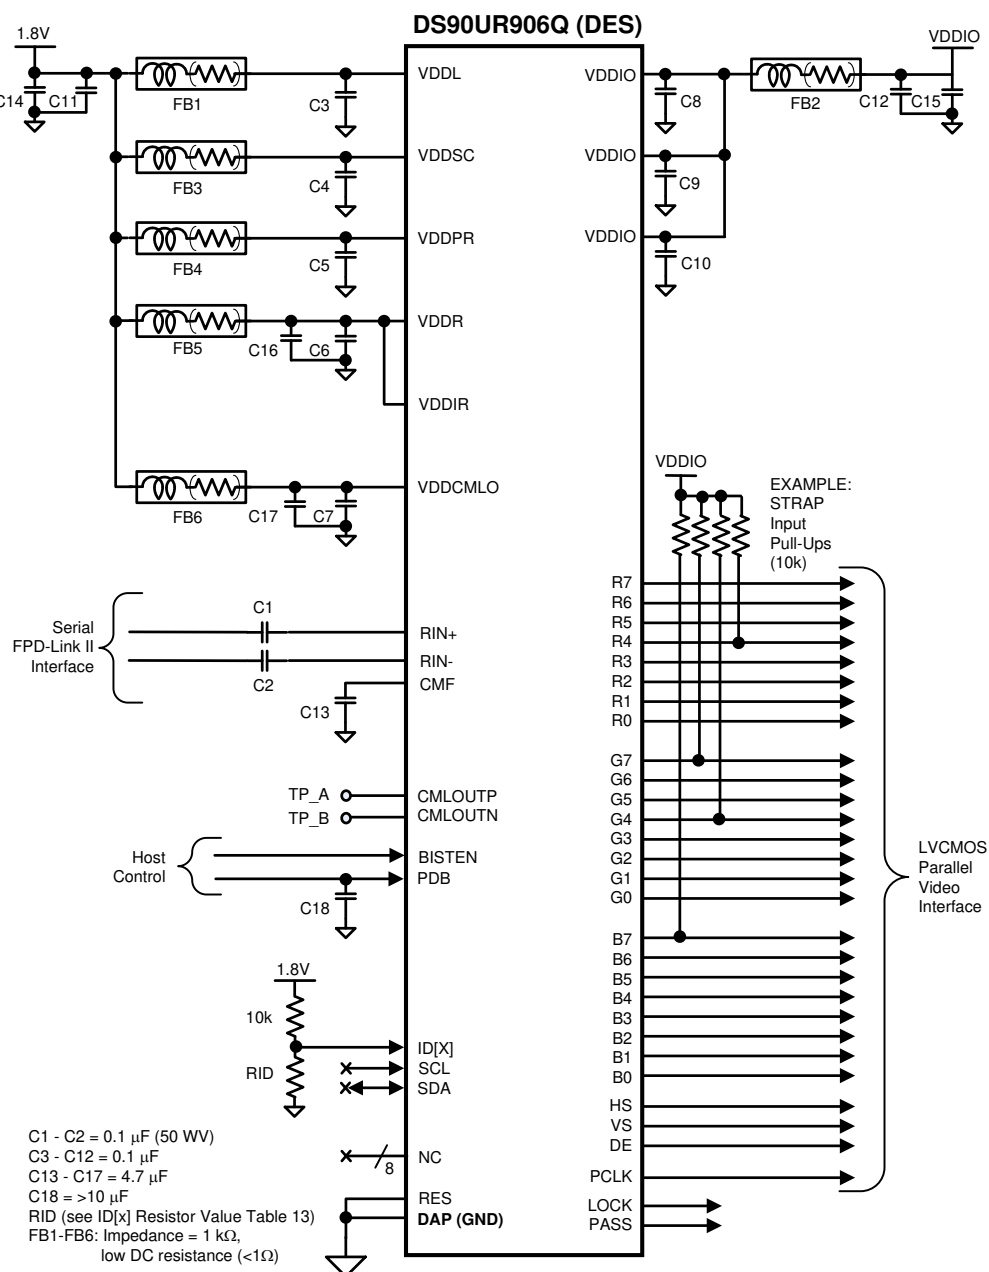 DS90UR906Q (DES)
1.8V
VDDIO
C14
C11
FB1
C3
VDDL
VDDIO
C8
FB2
C12
C15
FB3
C4
VDDSC
VDDIO
C9
FB4
C5
VDDPR
VDDIO
C10
FB5
C16
C6
VDDR
VDDIR
FB6
C17
C7
VDDCMLO
VDDIO
EXAMPLE:
STRAP
Input
Pull-Ups
(10k)
Serial
FPD-Link II
Interface
C1
C2
RIN+
RIN-
CMF
C13
TP_A
TP_B
CMLOUTP
CMLOUTN
Host
Control
BISTEN
PDB
C18
1.8V
10k
RID
ID[X]
SCL
SDA
NC
8
RES
DAP (GND)
R7
R6
R5
R4
R3
R2
R1
R0
G7
G6
G5
G4
G3
G2
G1
G0
B7
B6
B5
B4
B3
B2
B1
B0
HS
VS
DE
PCLK
LOCK
PASS
LVCMOS
Parallel
Video
Interface
C1 - C2 = 0.1 μF (50 WV)
C3 - C12 = 0.1 μF
C13 - C17 = 4.7 μF
C18 = >10 μF
RID (see ID[x] Resistor Value Table 13)
FB1-FB6: Impedance = 1 kΩ,
low DC resistance (<1Ω)